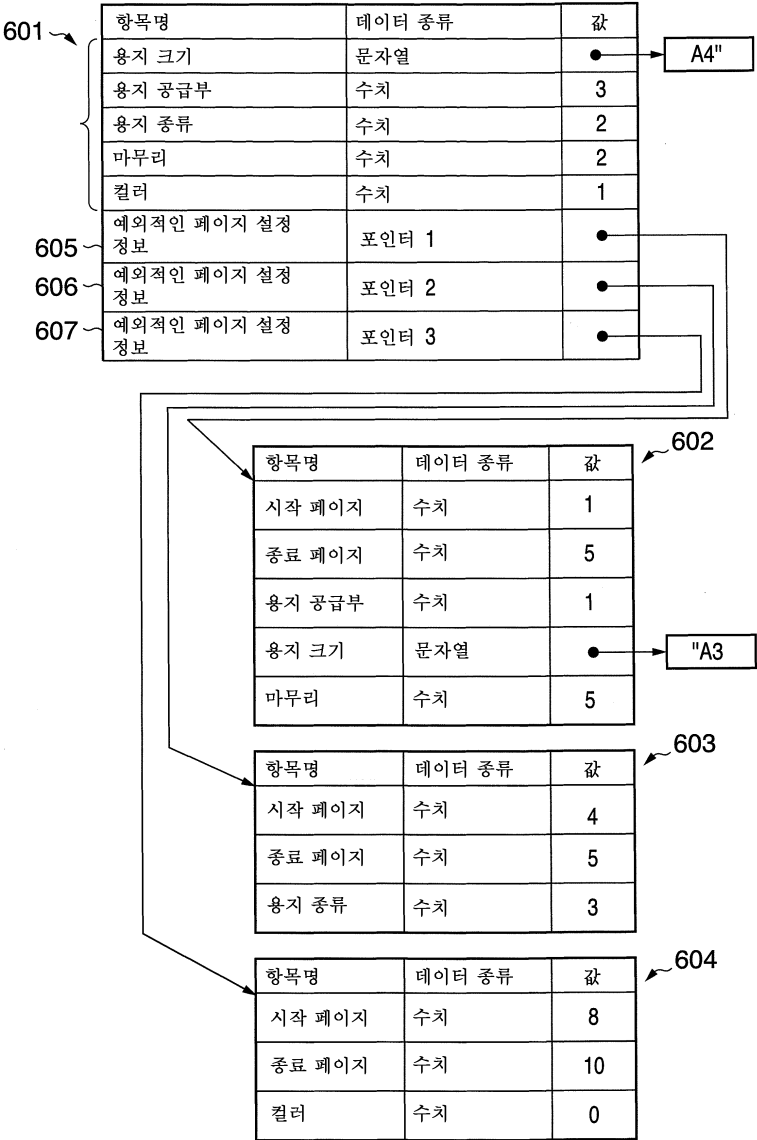 항목명 데이터 종류 값
601
용지 크기 문자열 A4"
용지 공급부 수치 3
용지 종류 수치 2
마무리 수치 2
컬러 수치 1
605 예외적인 페이지 설정
정보 포인터 1
606 예외적인 페이지 설정
정보 포인터 2
607 예외적인 페이지 설정
정보 포인터 3
602
항목명 데이터 종류 값
시작 페이지 수치 1
종료 페이지 수치 5
용지 공급부 수치 1
용지 크기 문자열 "A3
마무리 수치 5
603
항목명 데이터 종류 값
시작 페이지 수치 4
종료 페이지 수치 5
용지 종류 수치 3
604
항목명 데이터 종류 값
시작 페이지 수치 8
종료 페이지 수치 10
컬러 수치 0